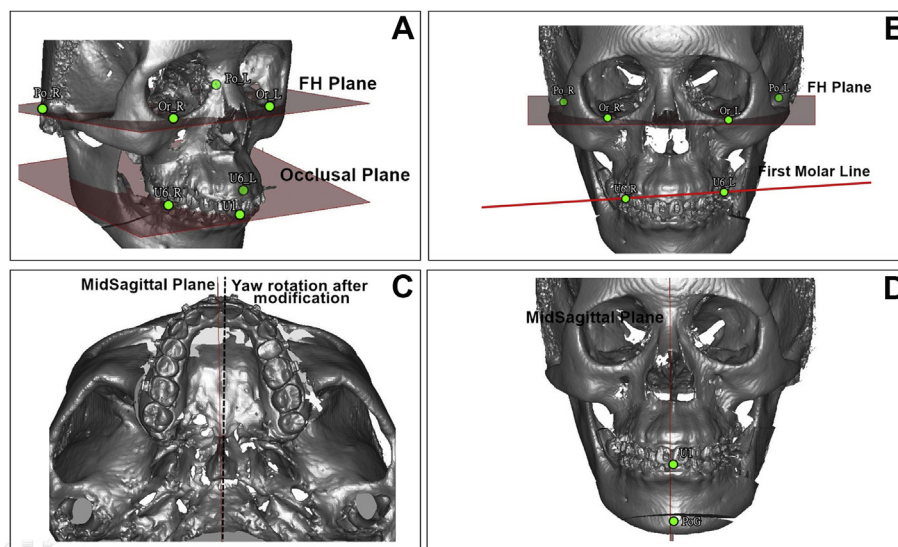 A
Po_L
FH Plane
Po_R
Or_R
Or_L
Occlusal Plane
U6_L
U6_R
U1
B
FH Plane
Po_R
Po_L
Or_R
Or_L
First Molar Line
U6_R
U6_L
C
MidSagittal Plane
Yaw rotation after
modification
D
MidSagittal Plane
U1
PoG